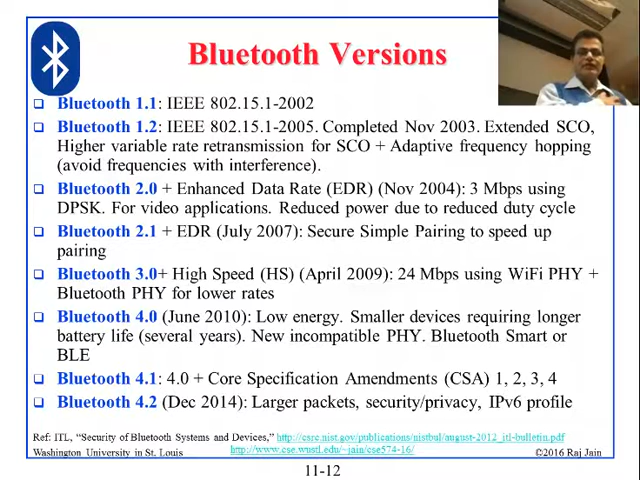 Bluetooth Versions
Bluetooth 1.1: IEEE 802.15.1-2002
Bluetooth 1.2: IEEE 802.15.1-2005. Completed Nov 2003. Extended SCO,
Higher variable rate retransmission for SCO + Adaptive frequency hopping
(avoid frequencies with interference).
Bluetooth 2.0 + Enhanced Data Rate (EDR) (Nov 2004): 3 Mbps using
DPSK. For video applications. Reduced power due to reduced duty cycle
Bluetooth 2.1 + EDR (July 2007): Secure Simple Pairing to speed up
pairing
Bluetooth 3.0+ High Speed (HS) (April 2009): 24 Mbps using WiFi PHY +
Bluetooth PHY for lower rates
Bluetooth 4.0 (June 2010): Low energy. Smaller devices requiring longer
battery life (several years). New incompatible PHY. Bluetooth Smart or
BLE
Bluetooth 4.1: 4.0 + Core Specification Amendments (CSA) 1, 2, 3, 4
Bluetooth 4.2 (Dec 2014): Larger packets, security/privacy, IPv6 profile
Ref: ITL, “Security of Bluetooth Systems and Devices,” http://csrc.nist.gov/publications/nistbul/august-2012_itl-bulletin.pdf
Washington University in St. Louis http://www.cse.wustl.edu/~jain/cse574-16/ ©2016 Raj Jain
11-12